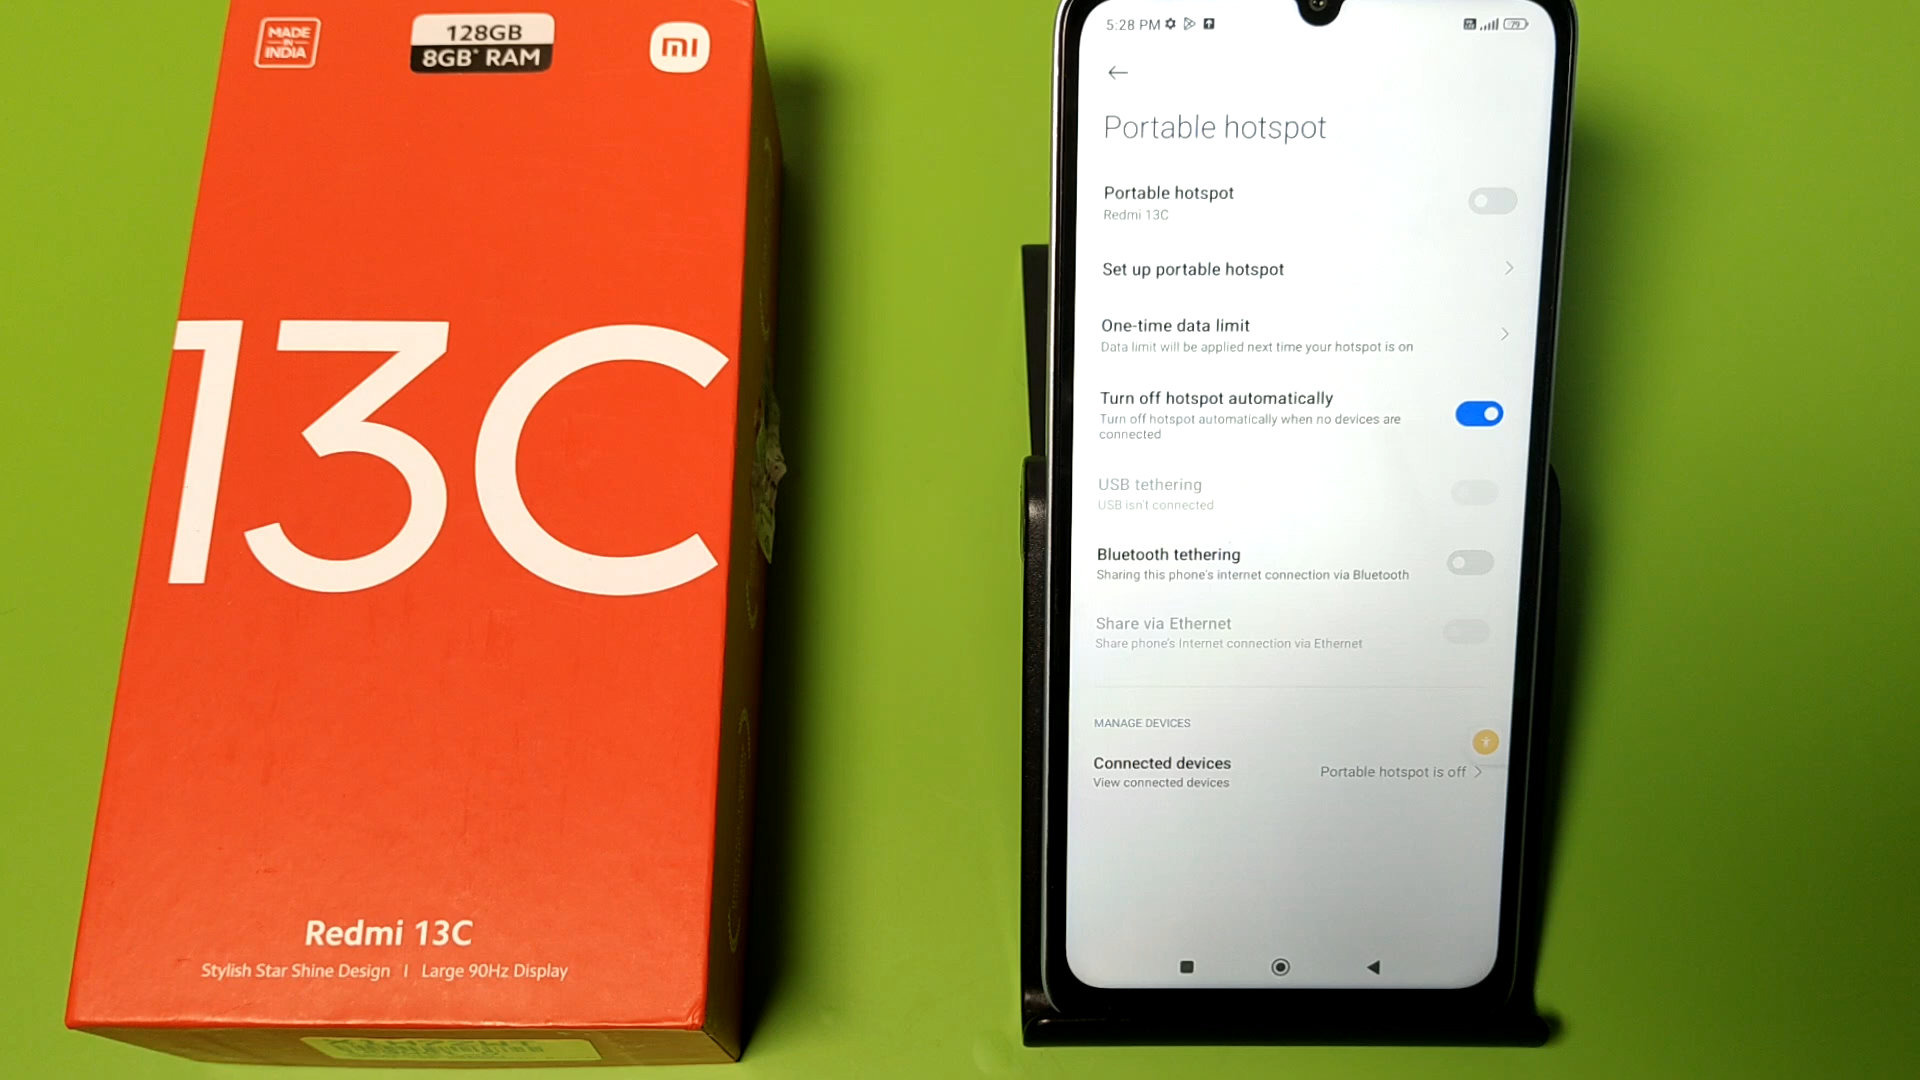 MADE
IN
INDIA
128GB
8GB* RAM
mi
13C
Redmi 13C
Stylish Star Shine Design | Large 90Hz Display
5:28 PM
79
Portable hotspot
Portable hotspot
Redmi 13C
Set up portable hotspot
One-time data limit
Data limit will be applied next time your hotspot is on
Turn off hotspot automatically
Turn off hotspot automatically when no devices are
connected
USB tethering
USB isn't connected
Bluetooth tethering
Sharing this phone's internet connection via Bluetooth
Share via Ethernet
Share phone's Internet connection via Ethernet
MANAGE DEVICES
Connected devices
View connected devices
Portable hotspot is off